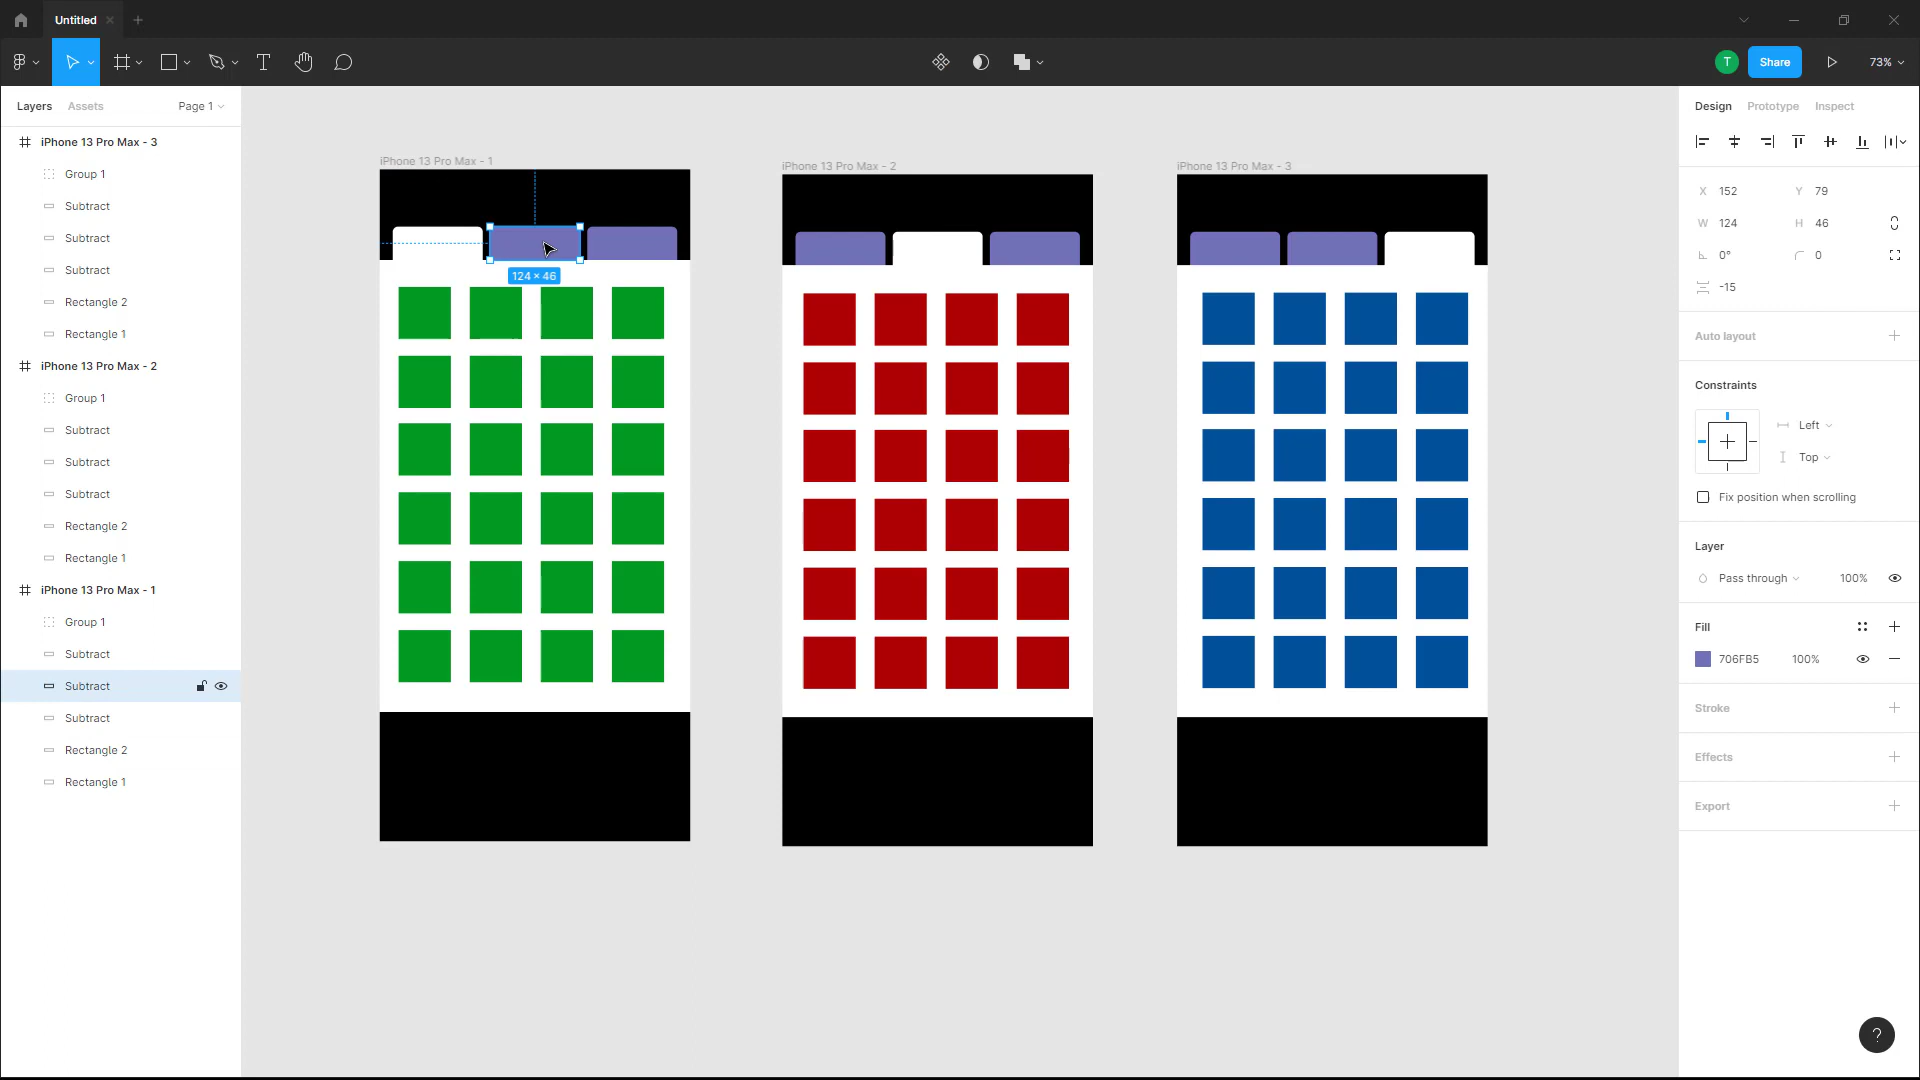 Untitled
T
Share
73%
Layers
Assets
Page 1
iPhone 13 Pro Max - 3
Group 1
Subtract
Subtract
Subtract
Rectangle 2
Rectangle 1
iPhone 13 Pro Max - 2
Group 1
Subtract
Subtract
Subtract
Rectangle 2
Rectangle 1
iPhone 13 Pro Max - 1
Group 1
Subtract
Subtract
Subtract
Rectangle 2
Rectangle 1
iPhone 13 Pro Max - 1
124 × 46
iPhone 13 Pro Max - 2
iPhone 13 Pro Max - 3
Design
Prototype
Inspect
X 152 Y 79
W 124 H 46
0° 0
-15
Auto layout
Constraints
Left
Top
Fix position when scrolling
Layer
Pass through 100%
Fill
706FB5 100%
Stroke
Effects
Export
?